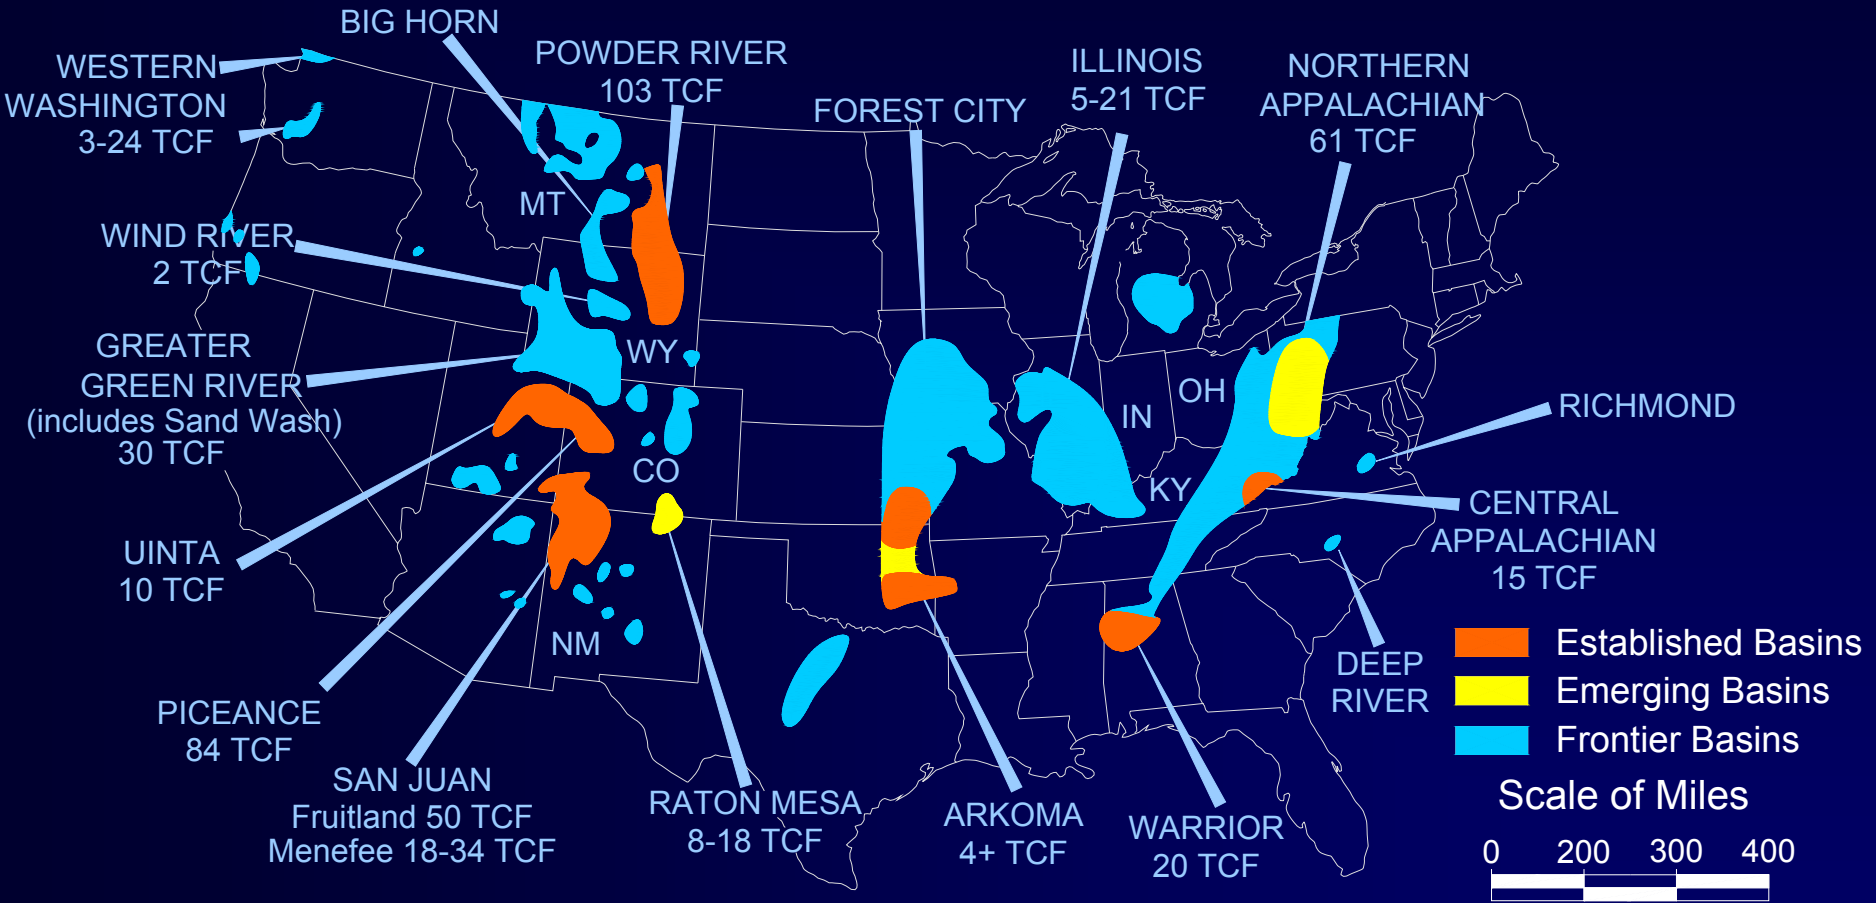 BIG HORN
WESTERN
WASHINGTON
3-24 TCF
POWDER RIVER
103 TCF
FOREST CITY
ILLINOIS
5-21 TCF
NORTHERN
APPALACHIAN
61 TCF
MT
WIND RIVER
2 TCF
GREATER
GREEN RIVER
(includes Sand Wash)
30 TCF
WY
CO
OH
IN
KY
RICHMOND
CENTRAL
APPALACHIAN
15 TCF
UINTA
10 TCF
NM
PICEANCE
84 TCF
SAN JUAN
Fruitland 50 TCF
Menefee 18-34 TCF
RATON MESA
8-18 TCF
ARKOMA
4+ TCF
WARRIOR
20 TCF
DEEP
RIVER
Established Basins
Emerging Basins
Frontier Basins
Scale of Miles
0 200 300 400